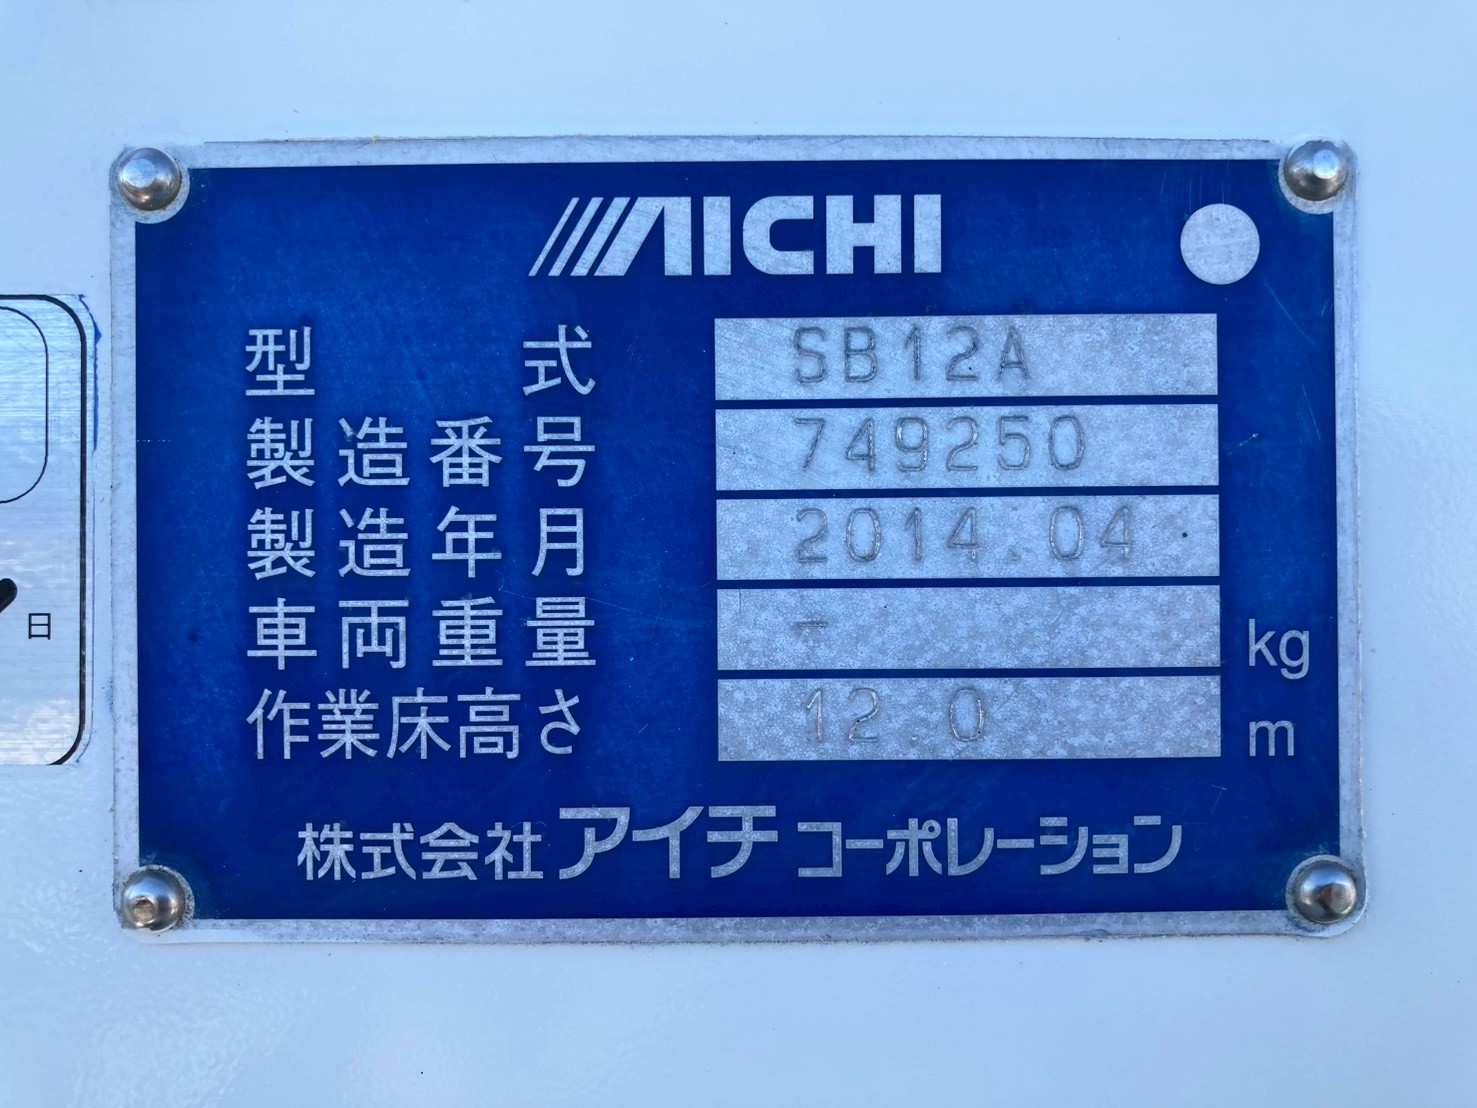 AICHI
型式 SB12A
製造番号 749250
製造年月 2014.04
車両重量 - kg
作業床高さ 12.0 m
株式会社アイチコーポレーション
日